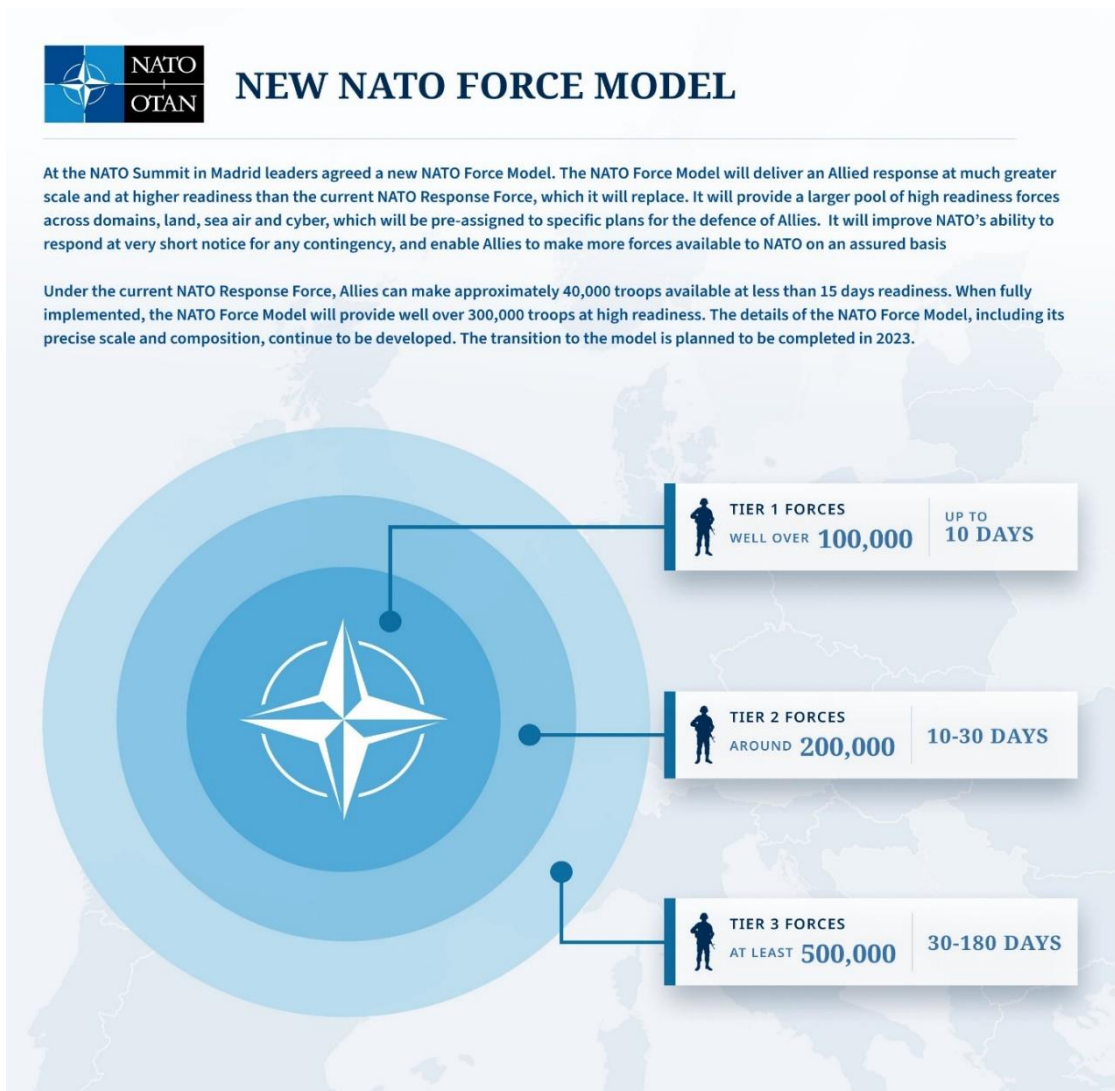 NATO
OTAN
NEW NATO FORCE MODEL
At the NATO Summit in Madrid leaders agreed a new NATO Force Model. The NATO Force Model will deliver an Allied response at much greater
scale and at higher readiness than the current NATO Response Force, which it will replace. It will provide a larger pool of high readiness forces
across domains, land, sea air and cyber, which will be pre-assigned to specific plans for the defence of Allies.  It will improve NATO's ability to
respond at very short notice for any contingency, and enable Allies to make more forces available to NATO on an assured basis
Under the current NATO Response Force, Allies can make approximately 40,000 troops available at less than 15 days readiness. When fully
implemented, the NATO Force Model will provide well over 300,000 troops at high readiness. The details of the NATO Force Model, including its
precise scale and composition, continue to be developed. The transition to the model is planned to be completed in 2023.
TIER 1 FORCES
WELL OVER 100,000
UP TO
10 DAYS
TIER 2 FORCES
AROUND 200,000
10-30 DAYS
TIER 3 FORCES
AT LEAST 500,000
30-180 DAYS